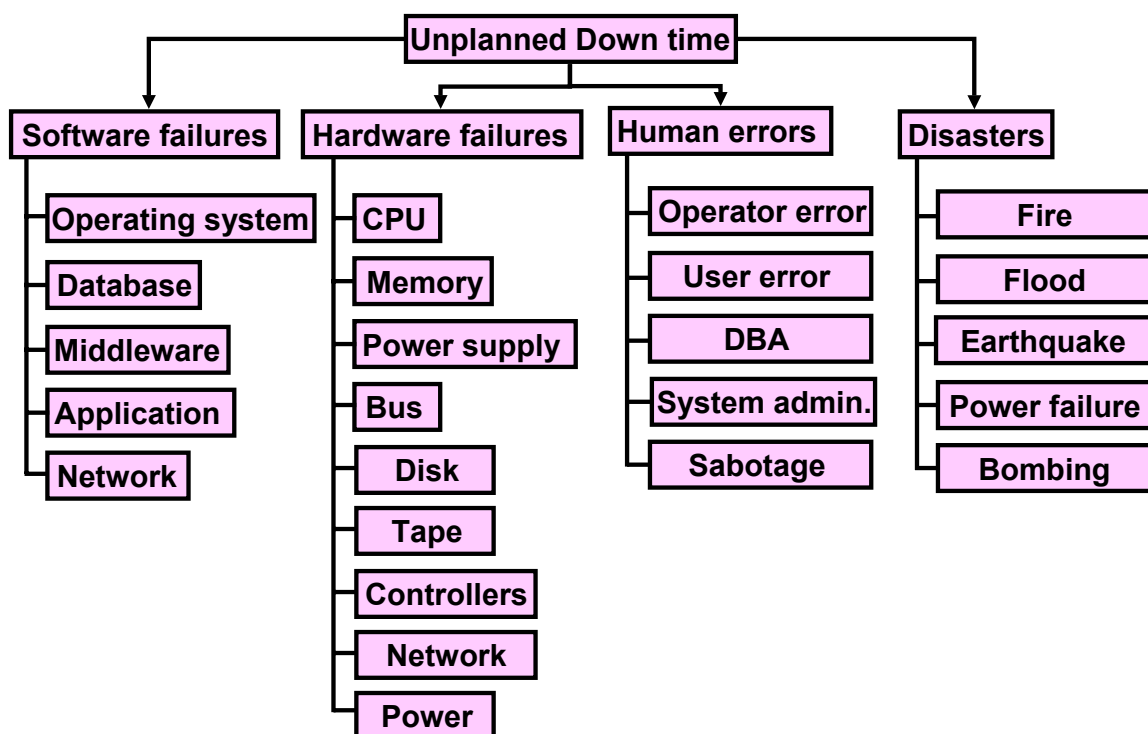 Unplanned Down time
Software failures
Operating system
Database
Middleware
Application
Network
Hardware failures
CPU
Memory
Power supply
Bus
Disk
Tape
Controllers
Network
Power
Human errors
Operator error
User error
DBA
System admin.
Sabotage
Disasters
Fire
Flood
Earthquake
Power failure
Bombing